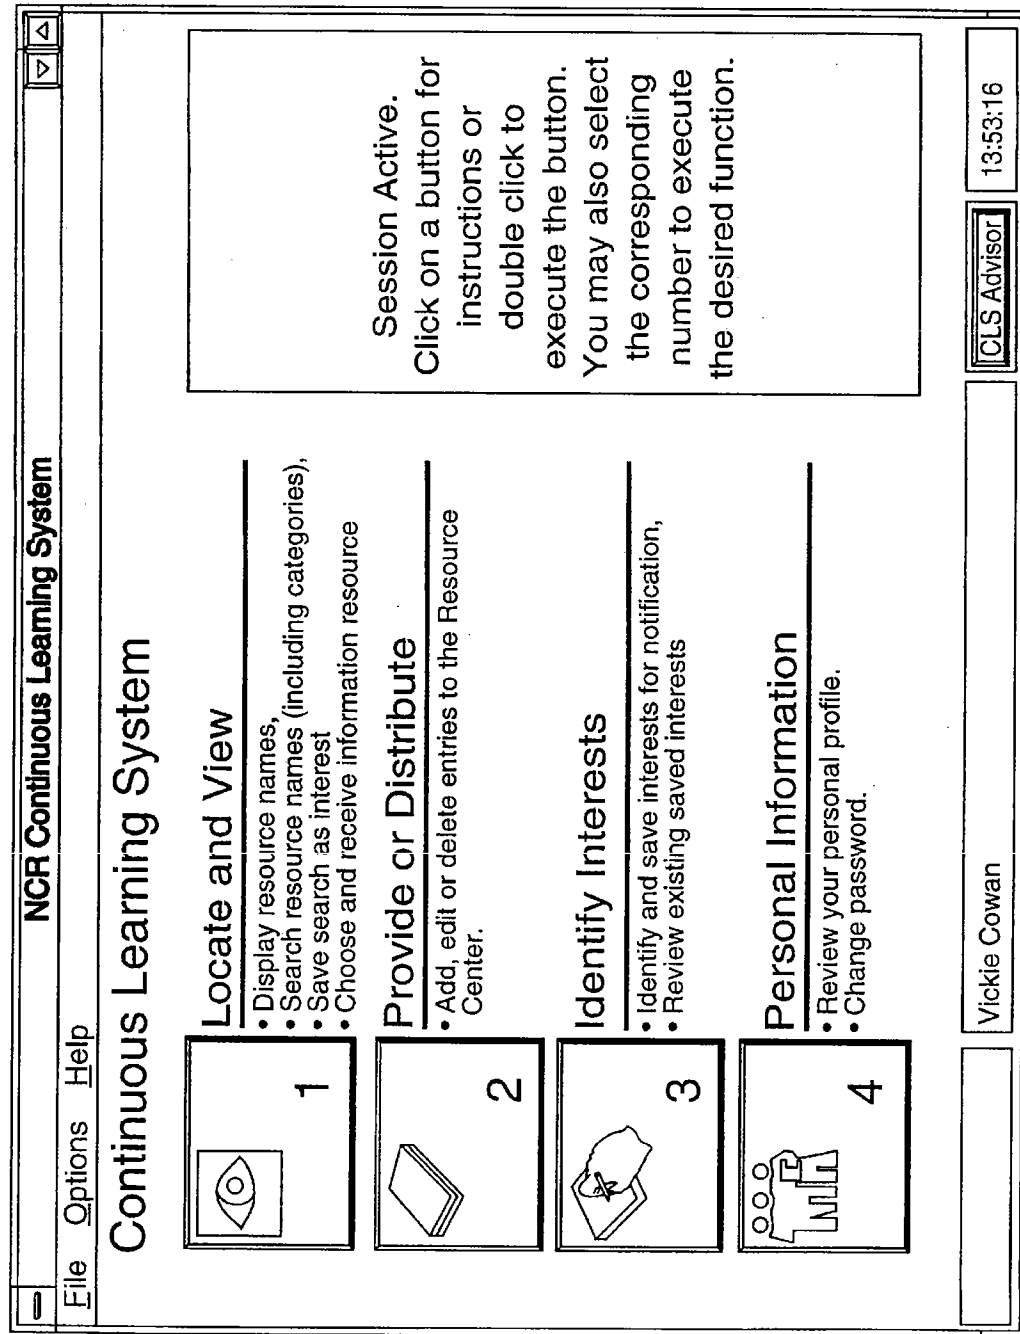 NCR Continuous Learning System
File Options Help
Continuous Learning System
1
Locate and View
• Display resource names,
• Search resource names (including categories),
• Save search as interest
• Choose and receive information resource
2
Provide or Distribute
• Add, edit or delete entries to the Resource
Center.
3
Identify Interests
• Identify and save interests for notification,
• Review existing saved interests
4
Personal Information
• Review your personal profile.
• Change password.
Session Active.
Click on a button for
instructions or
double click to
execute the button.
You may also select
the corresponding
number to execute
the desired function.
Vickie Cowan
CLS Advisor
13:53:16